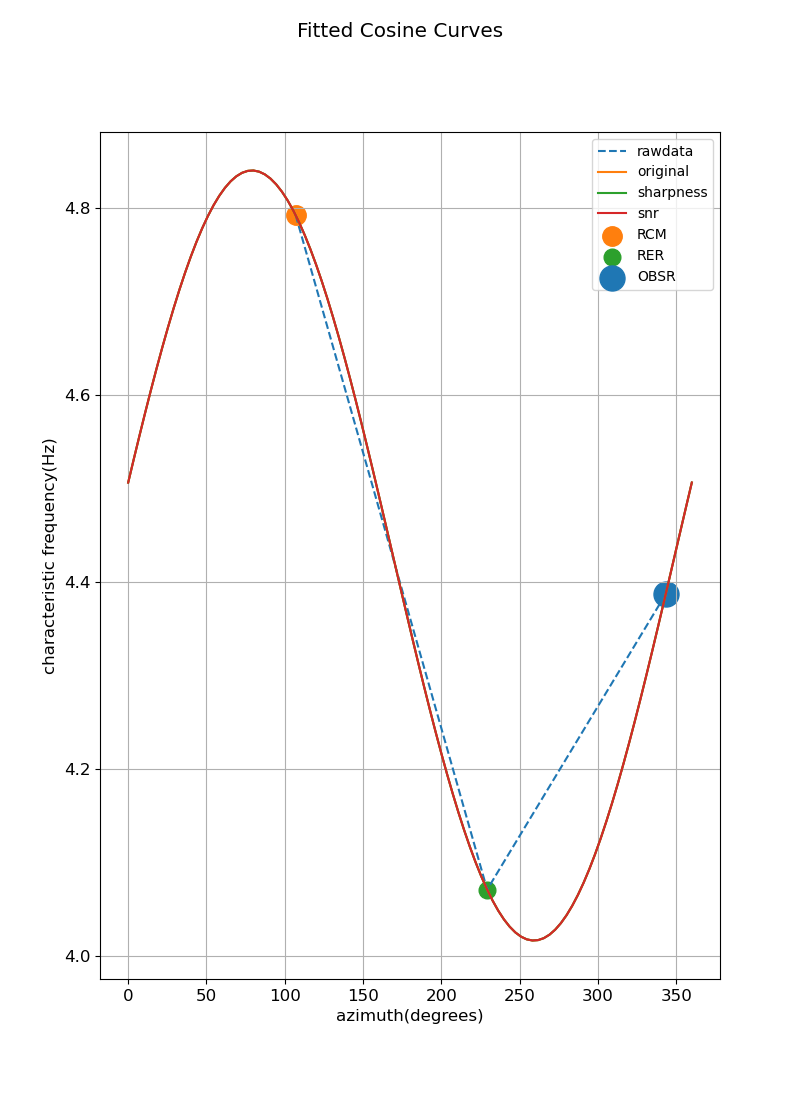 Fitted Cosine Curves
rawdata
original
sharpness
snr
RCM
RER
OBSR
characteristic frequency(Hz)
4.8
4.6
4.4
4.2
4.0
0 50 100 150 200 250 300 350
azimuth(degrees)